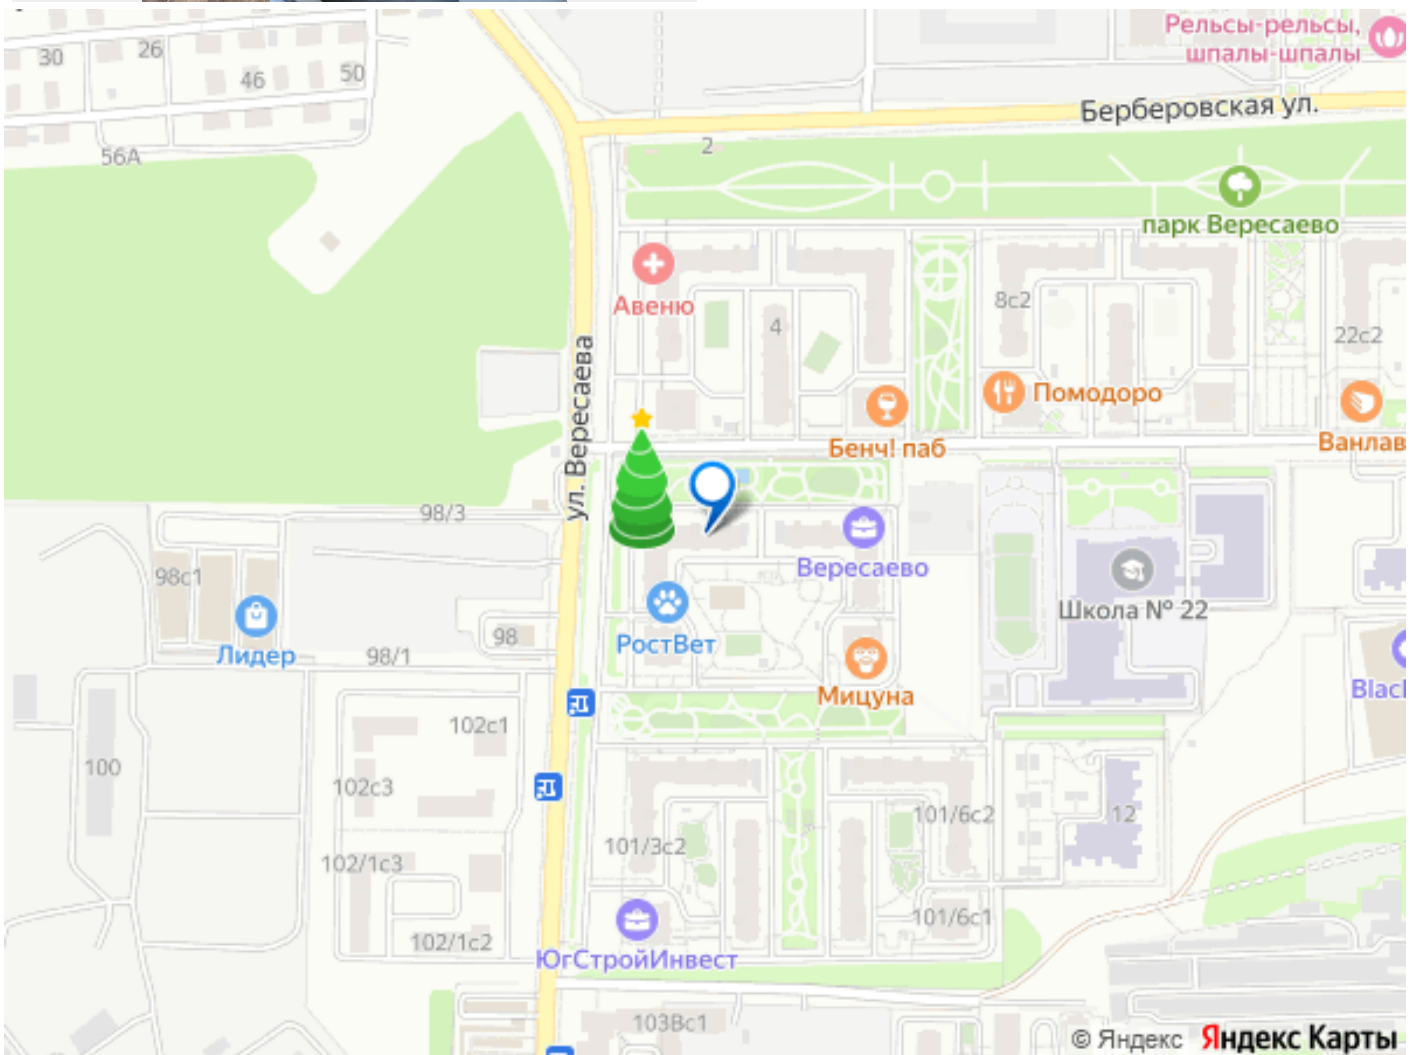 Рельсы-рельсы,
шпалы-шпалы
30
26
46
50
Берберовская ул.
56А
2
парк Вересаево
Авеню
4
8с2
22с2
ул. Вересаева
Помодоро
Бенч! паб
Ванлав
98/3
98с1
Вересаево
Школа № 22
Лидер
98/1
98
РостВет
Мицуна
Blac
102с1
100
102с3
101/6с2
12
101/3с2
102/1с3
101/6с1
102/1с2
ЮгСтройИнвест
103Вс1
© Яндекс Яндекс Карты